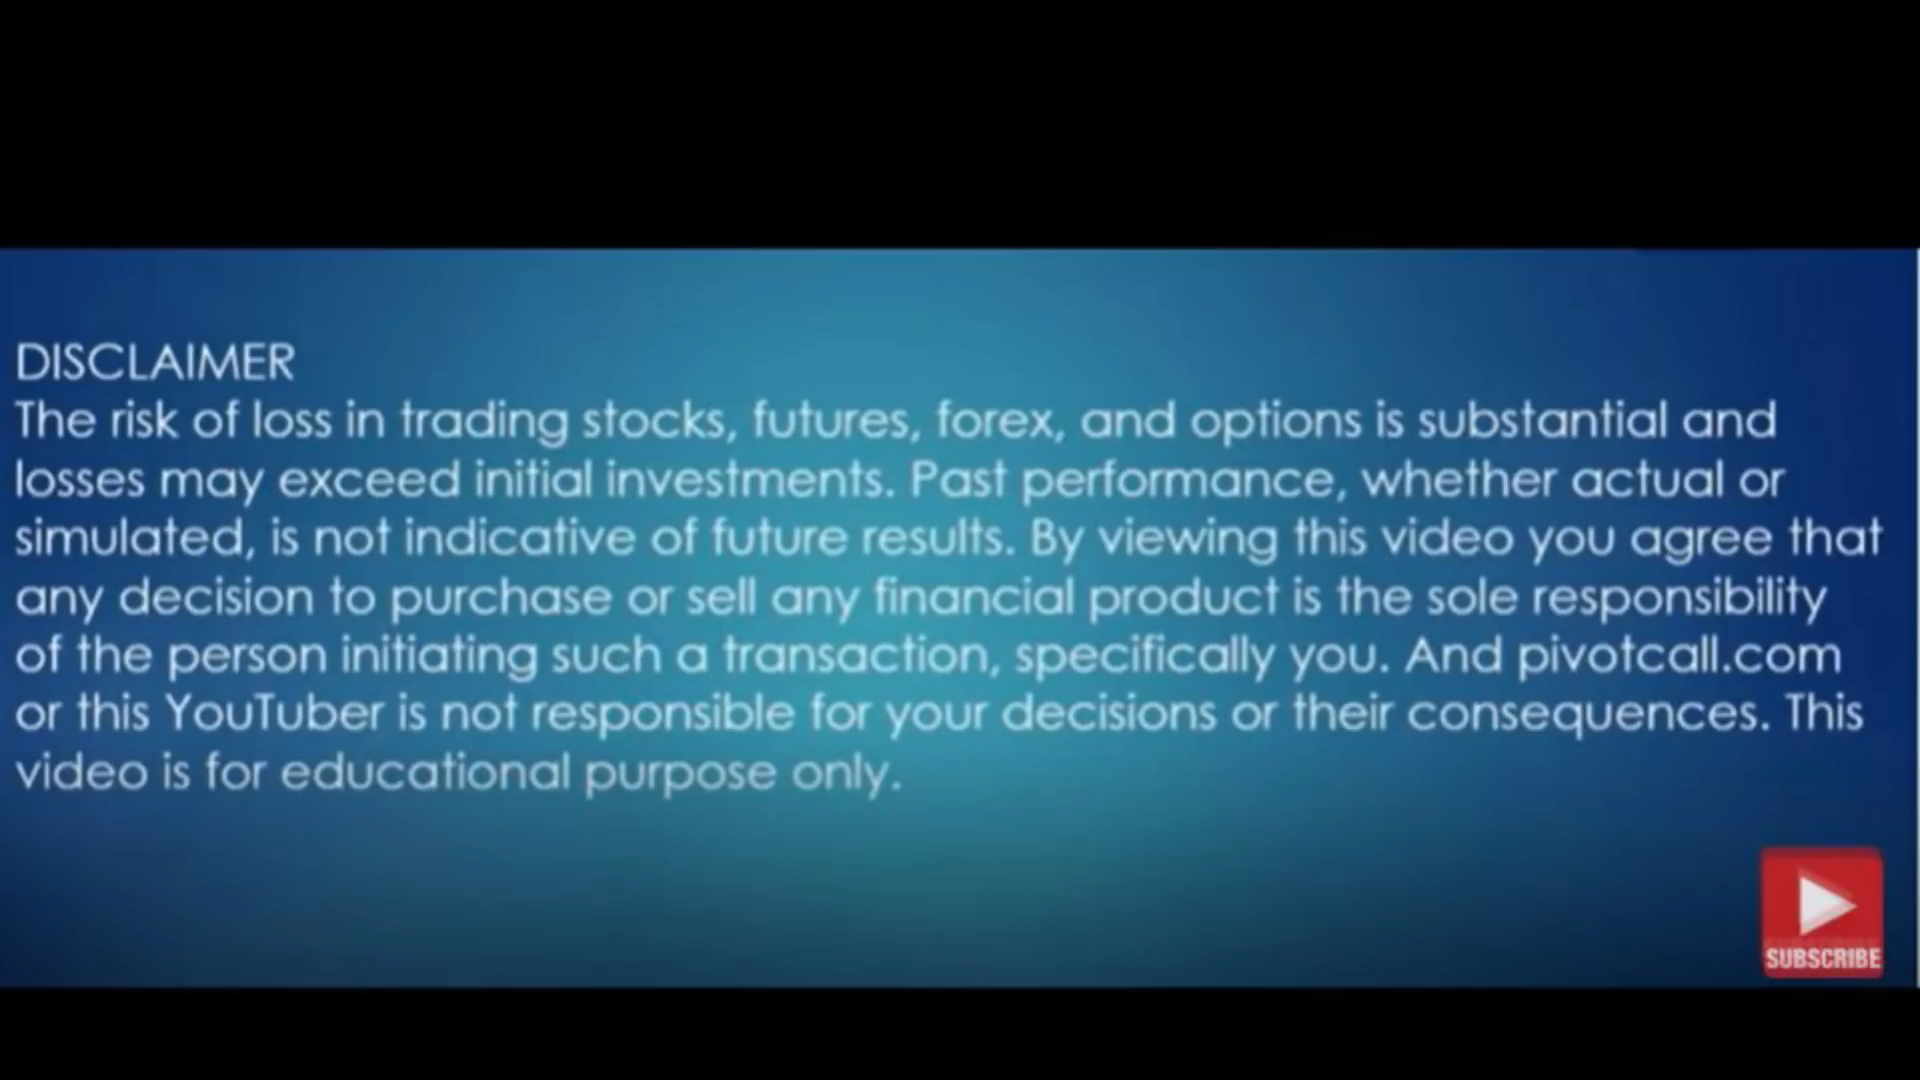 DISCLAIMER
The risk of loss in trading stocks, futures, forex, and options is substantial and
losses may exceed initial investments. Past performance, whether actual or
simulated, is not indicative of future results. By viewing this video you agree that
any decision to purchase or sell any financial product is the sole responsibility
of the person initiating such a transaction, specifically you. And pivotcall.com
or this YouTuber is not responsible for your decisions or their consequences. This
video is for educational purpose only.
SUBSCRIBE